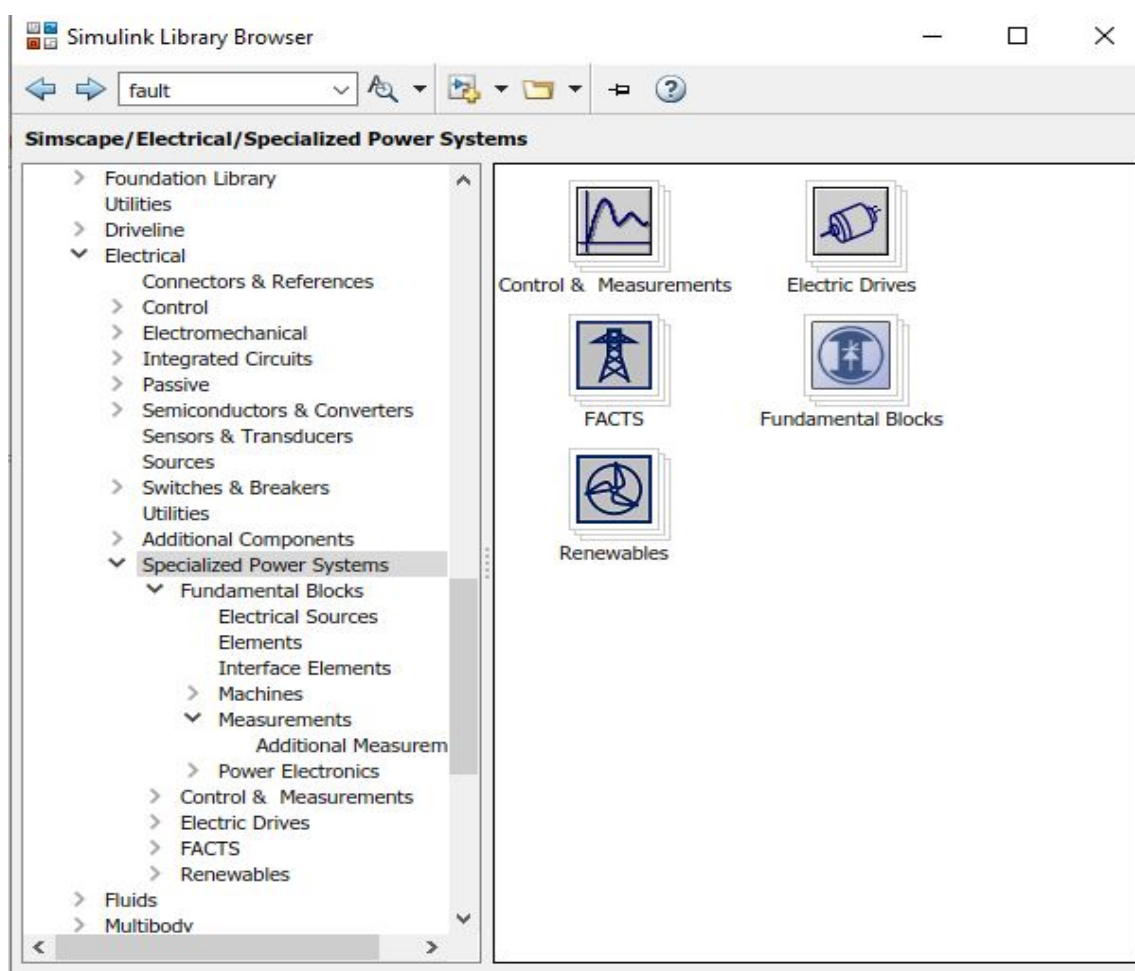 Simulink Library Browser
fault
Simscape/Electrical/Specialized Power Systems
Foundation Library
Utilities
Driveline
Electrical
Connectors & References
Control
Electromechanical
Integrated Circuits
Passive
Semiconductors & Converters
Sensors & Transducers
Sources
Switches & Breakers
Utilities
Additional Components
Specialized Power Systems
Fundamental Blocks
Electrical Sources
Elements
Interface Elements
Machines
Measurements
Additional Measurem
Power Electronics
Control & Measurements
Electric Drives
FACTS
Renewables
Fluids
Multibody
Control & Measurements
Electric Drives
FACTS
Fundamental Blocks
Renewables